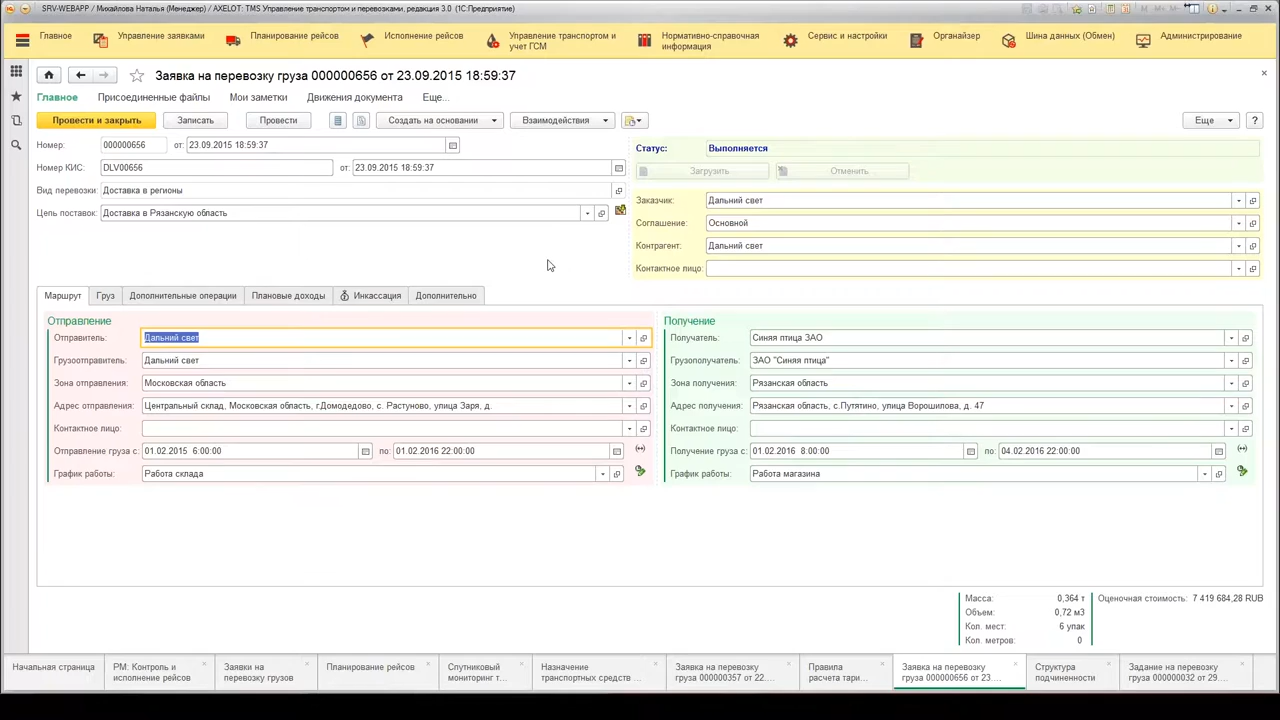 SRV-WEBAPP / Михайлова Наталья (Менеджер) / AXELOT: TMS Управление транспортом и перевозками, редакция 3.0 (1С:Предприятие)
Главное
Управление заявками
Планирование рейсов
Исполнение рейсов
Управление транспортом и
учет ГСМ
Нормативно-справочная
информация
Сервис и настройки
Органайзер
Шина данных (Обмен)
Администрирование
Заявка на перевозку груза 000000656 от 23.09.2015 18:59:37
Главное Присоединенные файлы Мои заметки Движения документа Еще...
Провести и закрыть Записать Провести Создать на основании Взаимодействия Еще ?
Номер: 000000656 от: 23.09.2015 18:59:37
Номер КИС: DLV00656 от: 23.09.2015 18:59:37
Вид перевозки: Доставка в регионы
Цепь поставок: Доставка в Рязанскую область
Статус: Выполняется
Загрузить Отменить
Заказчик: Дальний свет
Соглашение: Основной
Контрагент: Дальний свет
Контактное лицо:
Маршрут Груз Дополнительные операции Плановые доходы Инкассация Дополнительно
Отправление
Отправитель: Дальний свет
Грузоотправитель: Дальний свет
Зона отправления: Московская область
Адрес отправления: Центральный склад, Московская область, г.Домодедово, с. Растуново, улица Заря, д.
Контактное лицо:
Отправление груза с: 01.02.2015 6:00:00 по: 01.02.2016 22:00:00
График работы: Работа склада
Получение
Получатель: Синяя птица ЗАО
Грузополучатель: ЗАО "Синяя птица"
Зона получения: Рязанская область
Адрес получения: Рязанская область, с.Путятино, улица Ворошилова, д. 47
Контактное лицо:
Получение груза с: 01.02.2016 8:00:00 по: 04.02.2016 22:00:00
График работы: Работа магазина
Масса: 0,364 т Оценочная стоимость: 7 419 684,28 RUB
Объем: 0,72 м3
Кол. мест: 6 упак
Кол. метров: 0
Начальная страница
РМ: Контроль и
исполнение рейсов
Заявки на
перевозку грузов
Планирование рейсов
Спутниковый
мониторинг т...
Назначение
транспортных средств ...
Заявка на перевозку
груза 000000357 от 22....
Правила
расчета тари...
Заявка на перевозку
груза 000000656 от 23....
Структура
подчиненности
Задание на перевозку
груза 000000032 от 29....